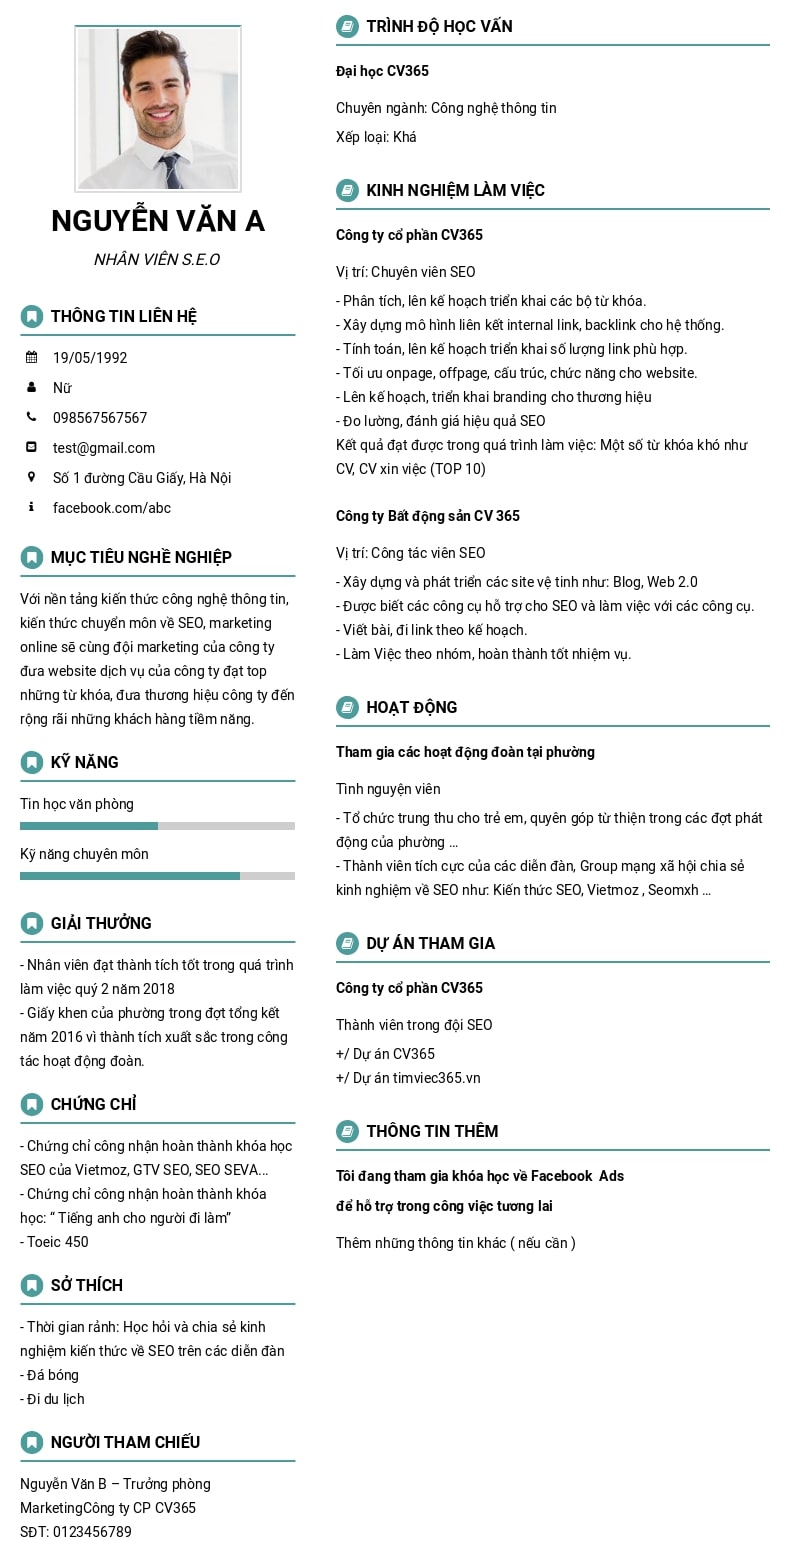 NGUYỄN VĂN A
NHÂN VIÊN S.E.O
THÔNG TIN LIÊN HỆ
19/05/1992
Nữ
098567567567
test@gmail.com
Số 1 đường Cầu Giấy, Hà Nội
facebook.com/abc
MỤC TIÊU NGHỀ NGHIỆP
Với nền tảng kiến thức công nghệ thông tin,
kiến thức chuyển môn về SEO, marketing
online sẽ cùng đội marketing của công ty
đưa website dịch vụ của công ty đạt top
những từ khóa, đưa thương hiệu công ty đến
rộng rãi những khách hàng tiềm năng.
KỸ NĂNG
Tin học văn phòng
Kỹ năng chuyên môn
GIẢI THƯỞNG
- Nhân viên đạt thành tích tốt trong quá trình
làm việc quý 2 năm 2018
- Giấy khen của phường trong đợt tổng kết
năm 2016 vì thành tích xuất sắc trong công
tác hoạt động đoàn.
CHỨNG CHỈ
- Chứng chỉ công nhận hoàn thành khóa học
SEO của Vietmoz, GTV SEO, SEO SEVA...
- Chứng chỉ công nhận hoàn thành khóa
học: “ Tiếng anh cho người đi làm”
- Toeic 450
SỞ THÍCH
- Thời gian rảnh: Học hỏi và chia sẻ kinh
nghiệm kiến thức về SEO trên các diễn đàn
- Đá bóng
- Đi du lịch
NGƯỜI THAM CHIẾU
Nguyễn Văn B – Trưởng phòng
MarketingCông ty CP CV365
SĐT: 0123456789
TRÌNH ĐỘ HỌC VẤN
Đại học CV365
Chuyên ngành: Công nghệ thông tin
Xếp loại: Khá
KINH NGHIỆM LÀM VIỆC
Công ty cổ phần CV365
Vị trí: Chuyên viên SEO
- Phân tích, lên kế hoạch triển khai các bộ từ khóa.
- Xây dựng mô hình liên kết internal link, backlink cho hệ thống.
- Tính toán, lên kế hoạch triển khai số lượng link phù hợp.
- Tối ưu onpage, offpage, cấu trúc, chức năng cho website.
- Lên kế hoạch, triển khai branding cho thương hiệu
- Đo lường, đánh giá hiệu quả SEO
Kết quả đạt được trong quá trình làm việc: Một số từ khóa khó như
CV, CV xin việc (TOP 10)
Công ty Bất động sản CV 365
Vị trí: Công tác viên SEO
- Xây dựng và phát triển các site vệ tinh như: Blog, Web 2.0
- Được biết các công cụ hỗ trợ cho SEO và làm việc với các công cụ.
- Viết bài, đi link theo kế hoạch.
- Làm Việc theo nhóm, hoàn thành tốt nhiệm vụ.
HOẠT ĐỘNG
Tham gia các hoạt động đoàn tại phường
Tình nguyện viên
- Tổ chức trung thu cho trẻ em, quyên góp từ thiện trong các đợt phát
động của phường ...
- Thành viên tích cực của các diễn đàn, Group mạng xã hội chia sẻ
kinh nghiệm về SEO như: Kiến thức SEO, Vietmoz , Seomxh ...
DỰ ÁN THAM GIA
Công ty cổ phần CV365
Thành viên trong đội SEO
+/ Dự án CV365
+/ Dự án timviec365.vn
THÔNG TIN THÊM
Tôi đang tham gia khóa học về Facebook Ads
để hỗ trợ trong công việc tương lai
Thêm những thông tin khác ( nếu cần )